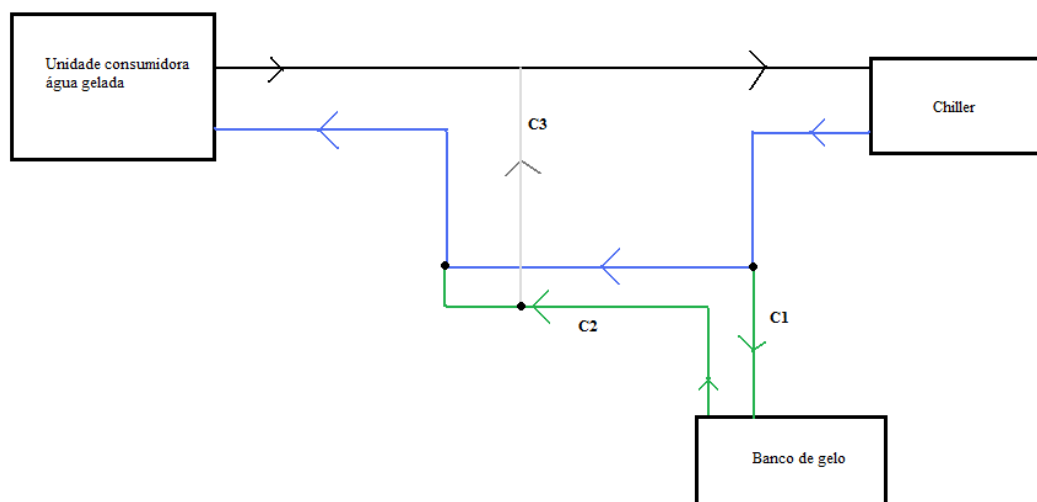 Unidade consumidora
água gelada
Chiller
C3
C1
C2
Banco de gelo